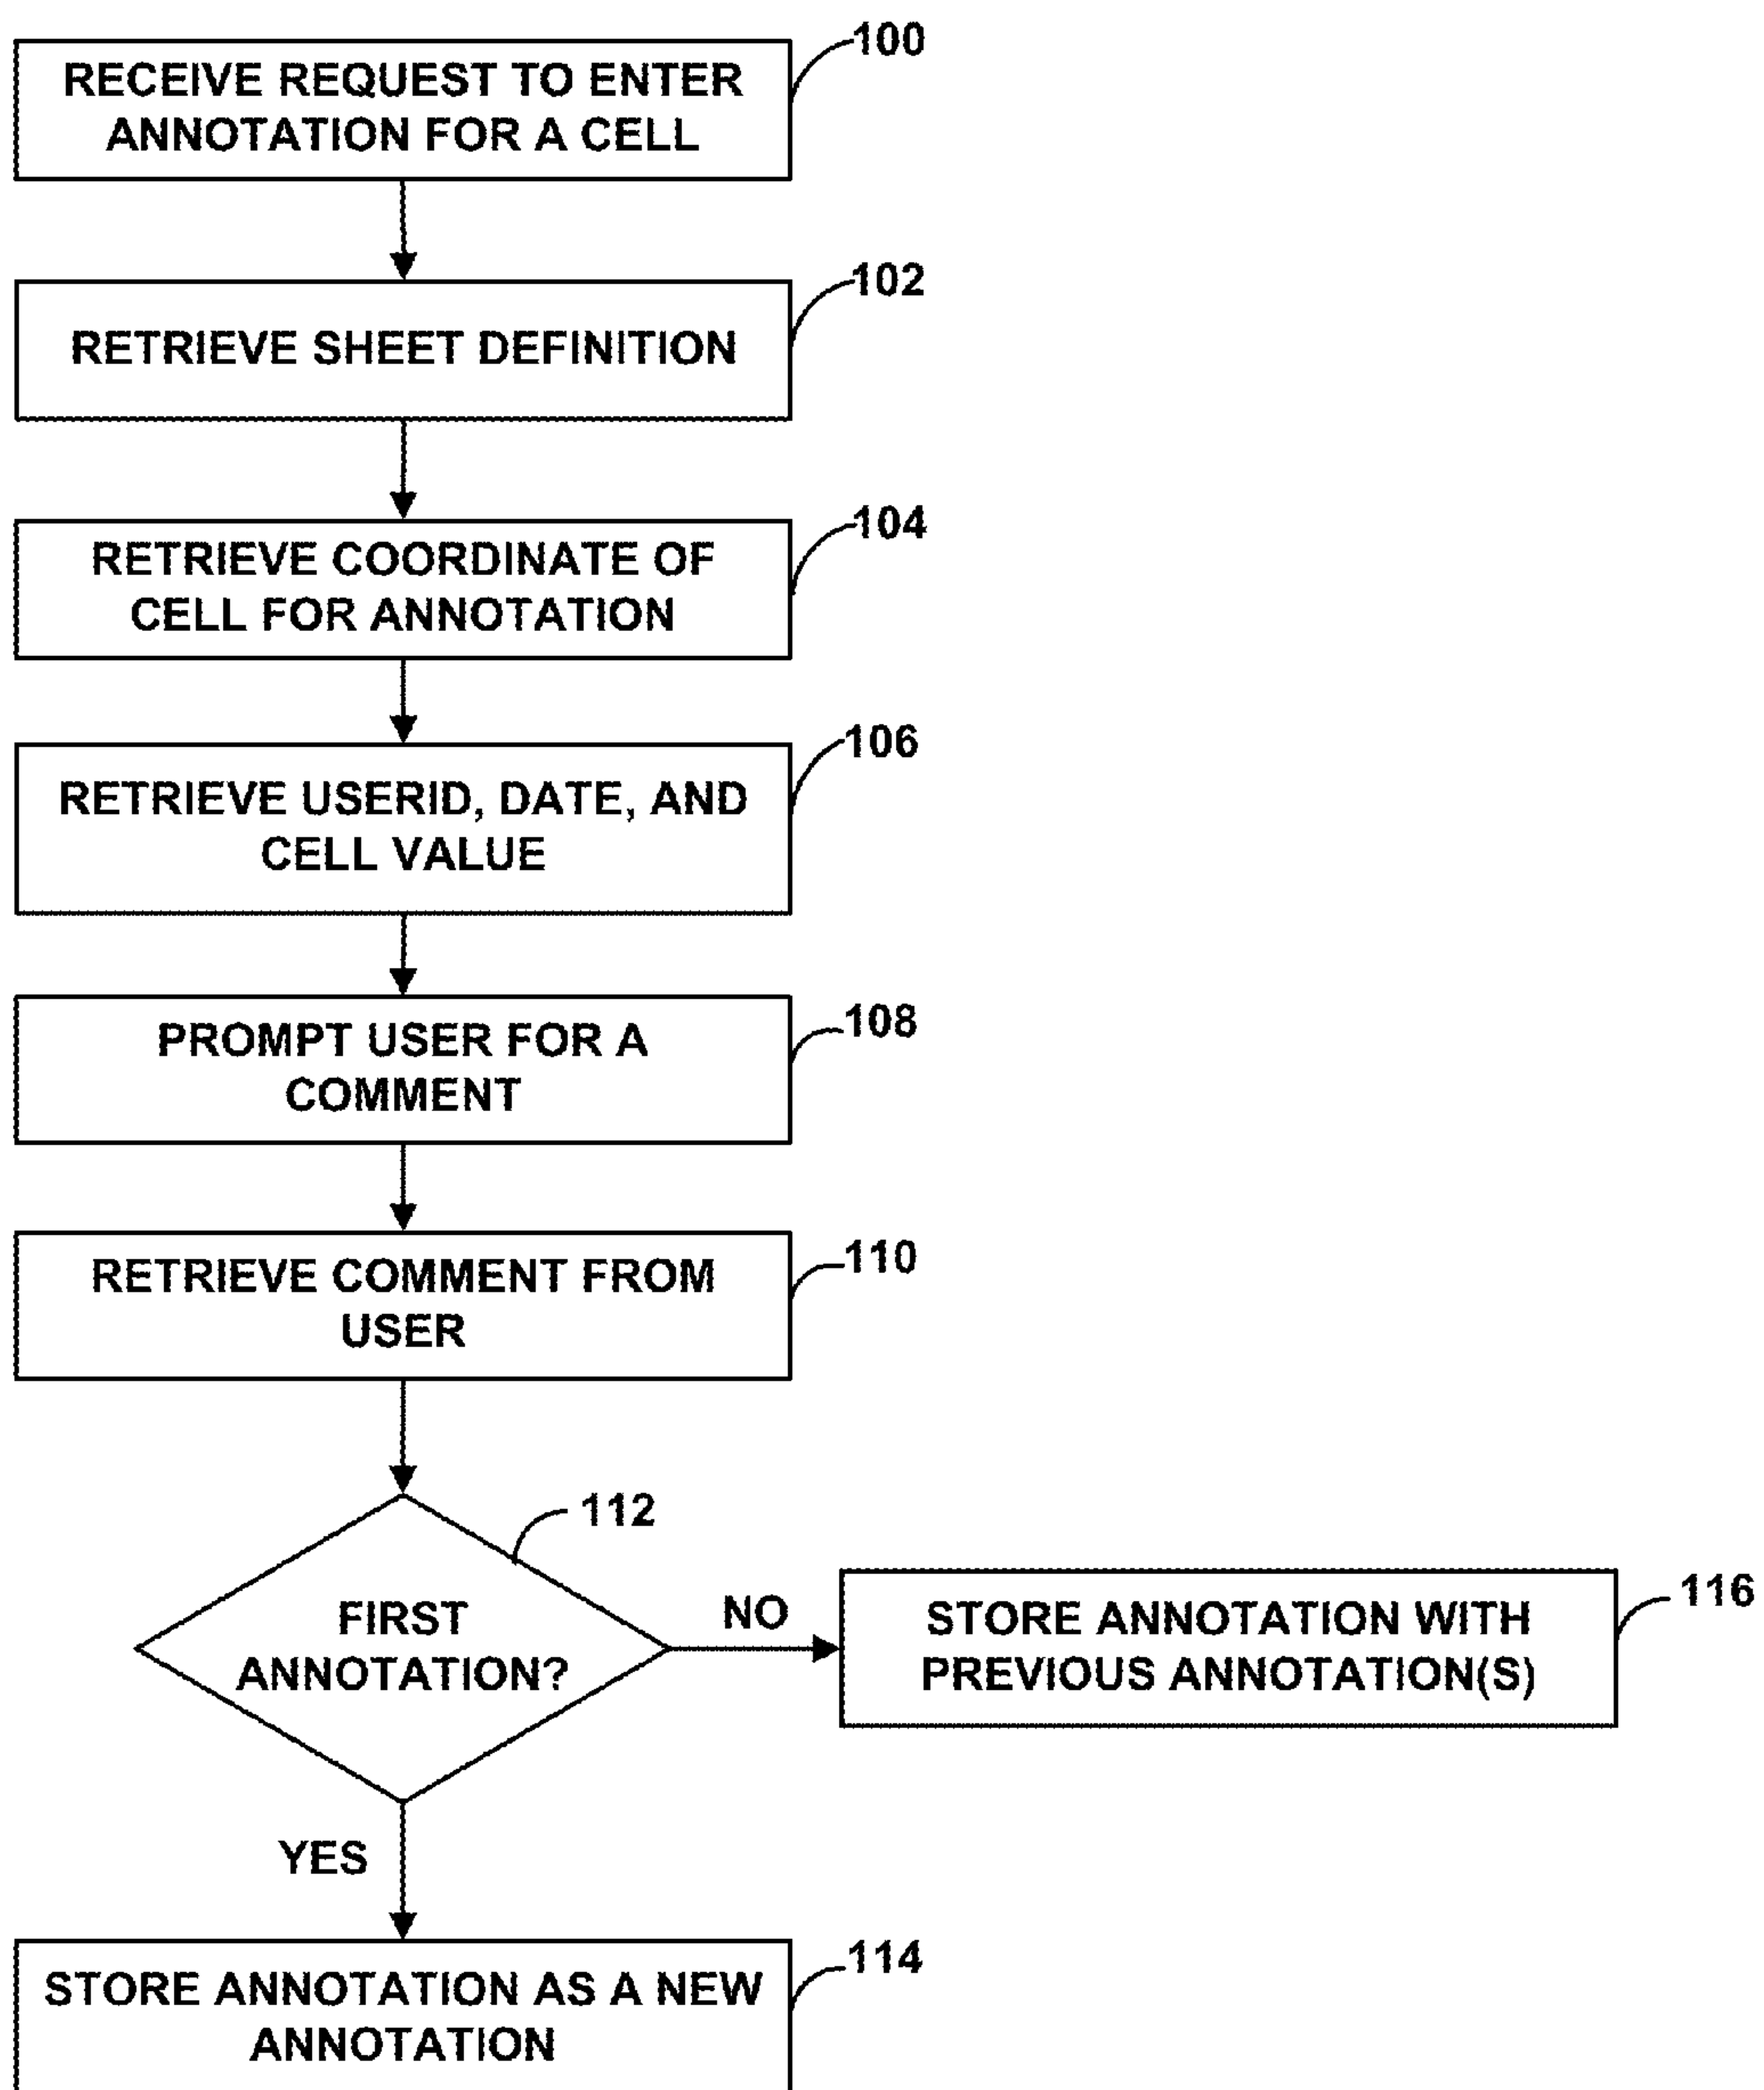 100
RECEIVE REQUEST TO ENTER
ANNOTATION FOR A CELL
102
RETRIEVE SHEET DEFINITION
104
RETRIEVE COORDINATE OF
CELL FOR ANNOTATION
106
RETRIEVE USERID, DATE, AND
CELL VALUE
108
PROMPT USER FOR A
COMMENT
110
RETRIEVE COMMENT FROM
USER
112
FIRST
ANNOTATION?
NO
116
STORE ANNOTATION WITH
PREVIOUS ANNOTATION(S)
YES
114
STORE ANNOTATION AS A NEW
ANNOTATION